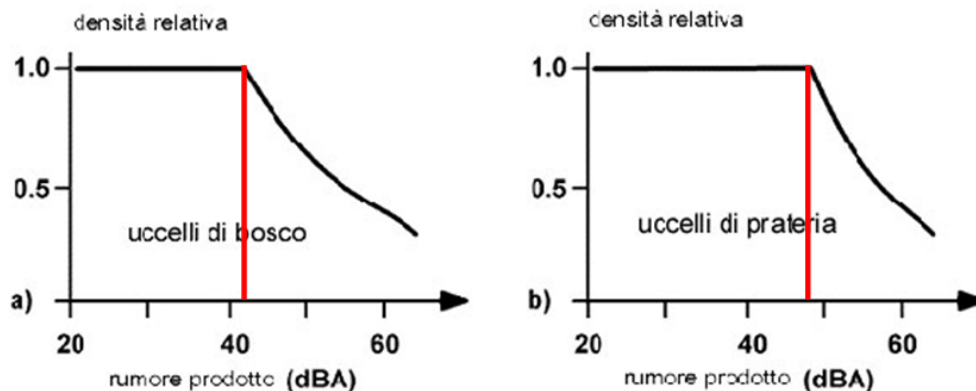 densità relativa
1.0
0.5
uccelli di bosco
a)
20
40
60
rumore prodotto (dBA)
densità relativa
1.0
0.5
uccelli di prateria
b)
20
40
60
rumore prodotto (dBA)